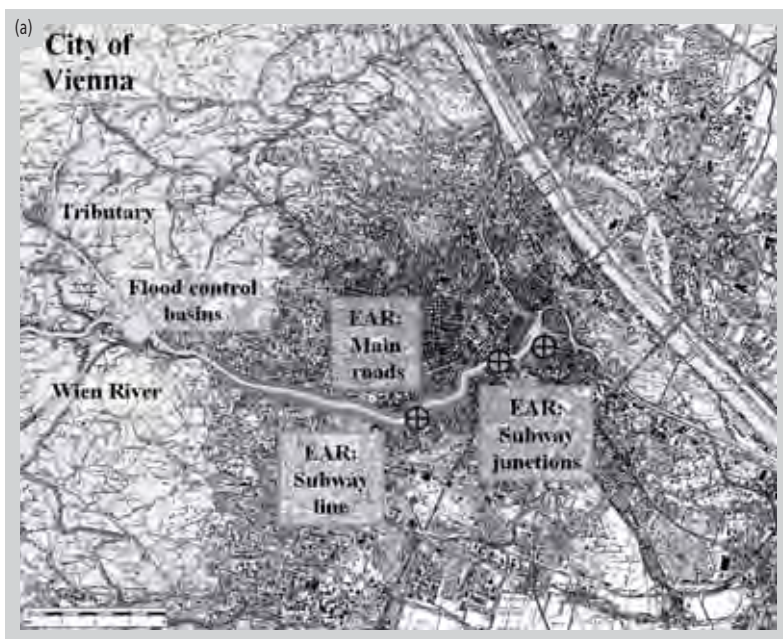 (a)
City of
Vienna
Tributary
Flood control
basins
EAR:
Main
roads
Wien River
EAR:
Subway
line
EAR:
Subway
junctions